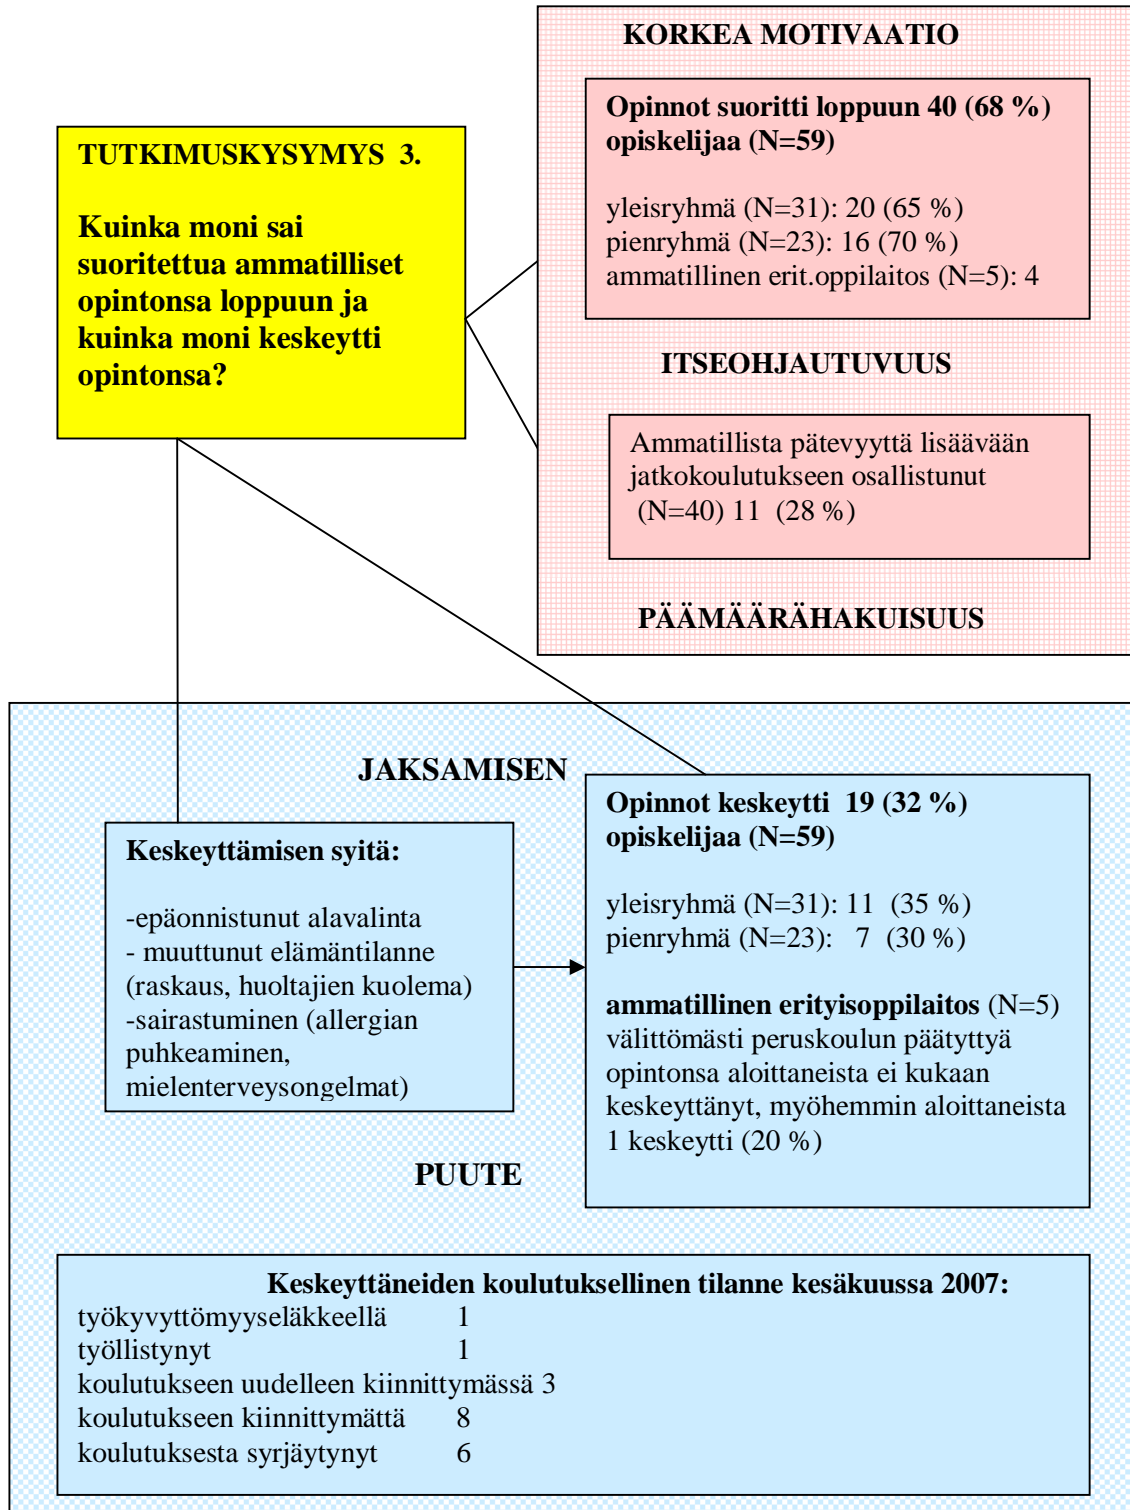 KORKEA MOTIVAATIO
Opinnot suoritti loppuun 40 (68 %)
opiskelijaa (N=59)
yleisryhmä (N=31): 20 (65 %)
pienryhmä (N=23): 16 (70 %)
ammatillinen erit.oppilaitos (N=5): 4
TUTKIMUSKYSYMYS 3.
Kuinka moni sai
suoritettua ammatilliset
opintonsa loppuun ja
kuinka moni keskeytti
opintonsa?
ITSEOHJAUTUVUUS
Ammatillista pätevyyttä lisäävään
jatkokoulutukseen osallistunut
(N=40) 11 (28 %)
PÄÄMÄÄRÄHAKUISUUS
JAKSAMISEN
Keskeyttämisen syitä:
-epäonnistunut alavalinta
- muuttunut elämäntilanne
(raskaus, huoltajien kuolema)
-sairastuminen (allergian
puhkeaminen,
mielenterveysongelmat)
Opinnot keskeytti 19 (32 %)
opiskelijaa (N=59)
yleisryhmä (N=31): 11 (35 %)
pienryhmä (N=23): 7 (30 %)
ammatillinen erityisoppilaitos (N=5)
välittömästi peruskoulun päätyttyä
opintonsa aloittaneista ei kukaan
keskeyttänyt, myöhemmin aloittaneista
1 keskeytti (20 %)
PUUTE
Keskeyttäneiden koulutuksellinen tilanne kesäkuussa 2007:
työkyvyttömyyseläkkeellä 1
työllistynyt 1
koulutukseen uudelleen kiinnittymässä 3
koulutukseen kiinnittymättä 8
koulutuksesta syrjäytynyt 6